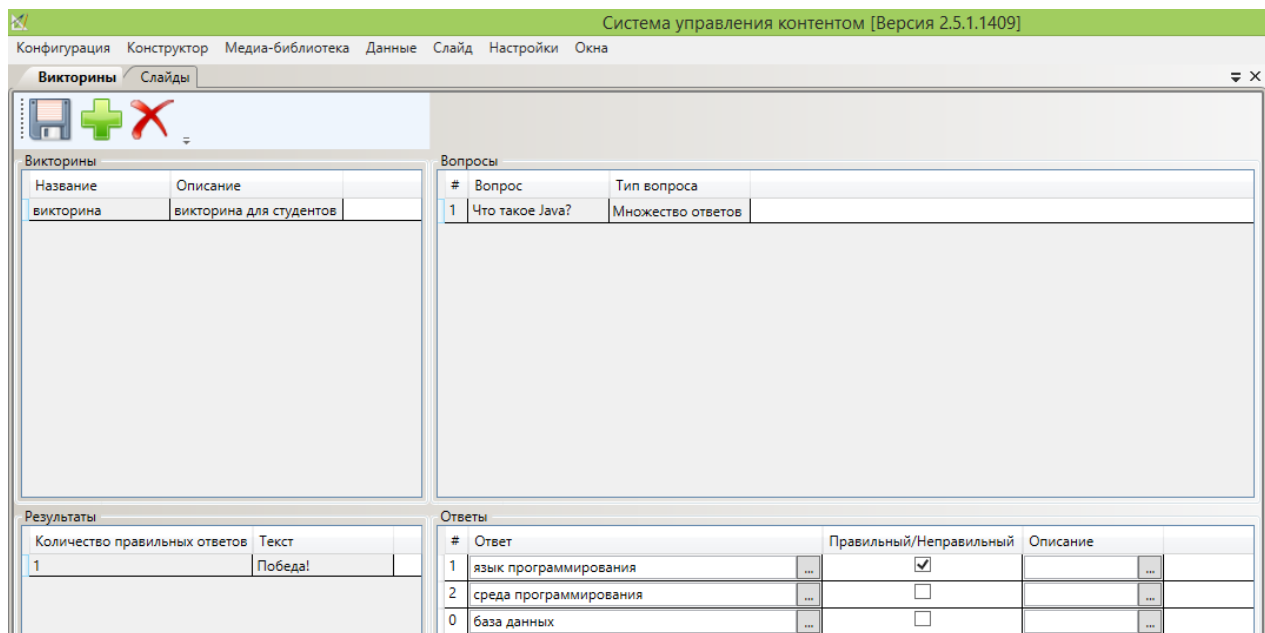 Система управления контентом [Версия 2.5.1.1409]
Конфигурация Конструктор Медиа-библиотека Данные Слайд Настройки Окна
Викторины Слайды
Викторины
Название Описание
викторина викторина для студентов
Вопросы
# Вопрос Тип вопроса
1 Что такое Java? Множество ответов
Результаты
Количество правильных ответов Текст
1 Победа!
Ответы
# Ответ Правильный/Неправильный Описание
1 язык программирования ... ...
2 среда программирования ... ...
0 база данных ... ...